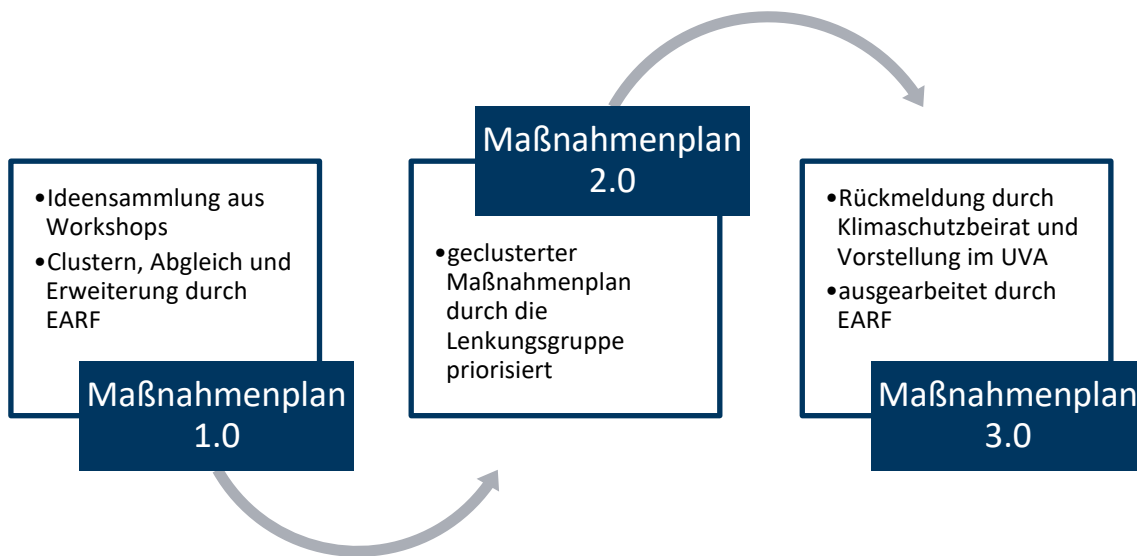 •Ideensammlung aus
Workshops
•Clustern, Abgleich und
Erweiterung durch
EARF
Maßnahmenplan
1.0
Maßnahmenplan
2.0
•geclusterter
Maßnahmenplan
durch die
Lenkungsgruppe
priorisiert
•Rückmeldung durch
Klimaschutzbeirat und
Vorstellung im UVA
•ausgearbeitet durch
EARF
Maßnahmenplan
3.0